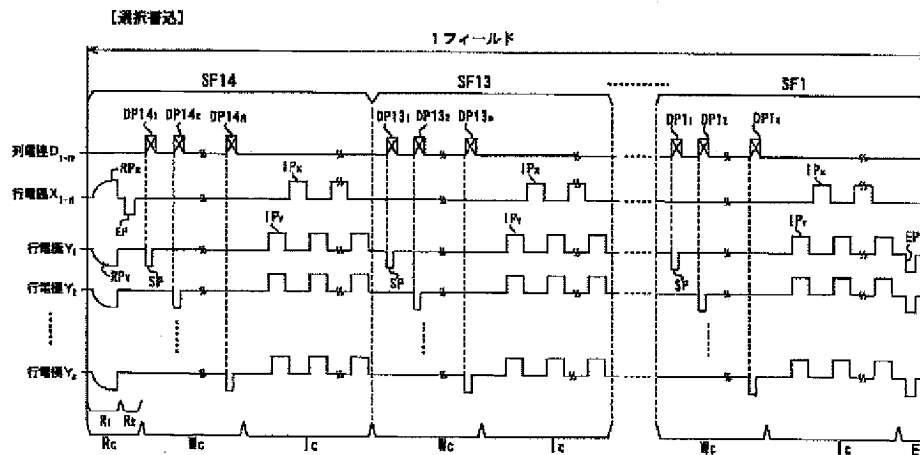 ［選択書込］
1フィールド
SF14 SF13 SF1
DP14₁ DP14₂ DP14ₙ DP13₁ DP13₂ DP13ₙ DP1₁ DP1₂ DP1ₙ
列電極D₁₋ₘ
RPx IPx IPx IPx
行電極X₁₋ₙ
EP IPY IPY IPY
行電極Y₁ EP
RPY SP SP SP
行電極Y₂
行電極Yₙ
R₁ R₂
Rc Wc Ic Wc Ic Wc Ic E